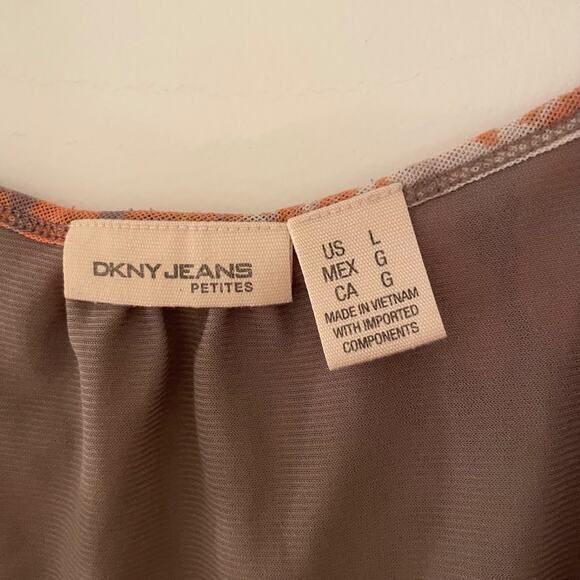 DKNY JEANS
PETITES
US L
MEX G
CA G
MADE IN VIETNAM
WITH IMPORTED
COMPONENTS